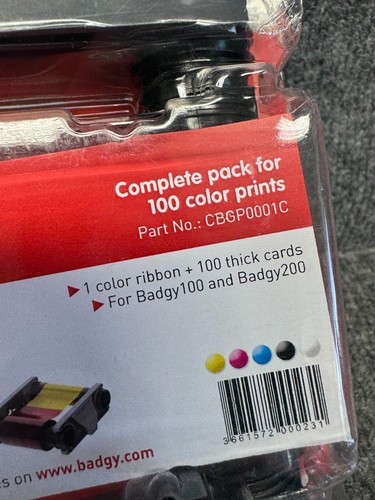 Complete pack for
100 color prints
Part No.: CBGP0001C
1 color ribbon + 100 thick cards
For Badgy100 and Badgy200
3661572000231
es on www.badgy.com